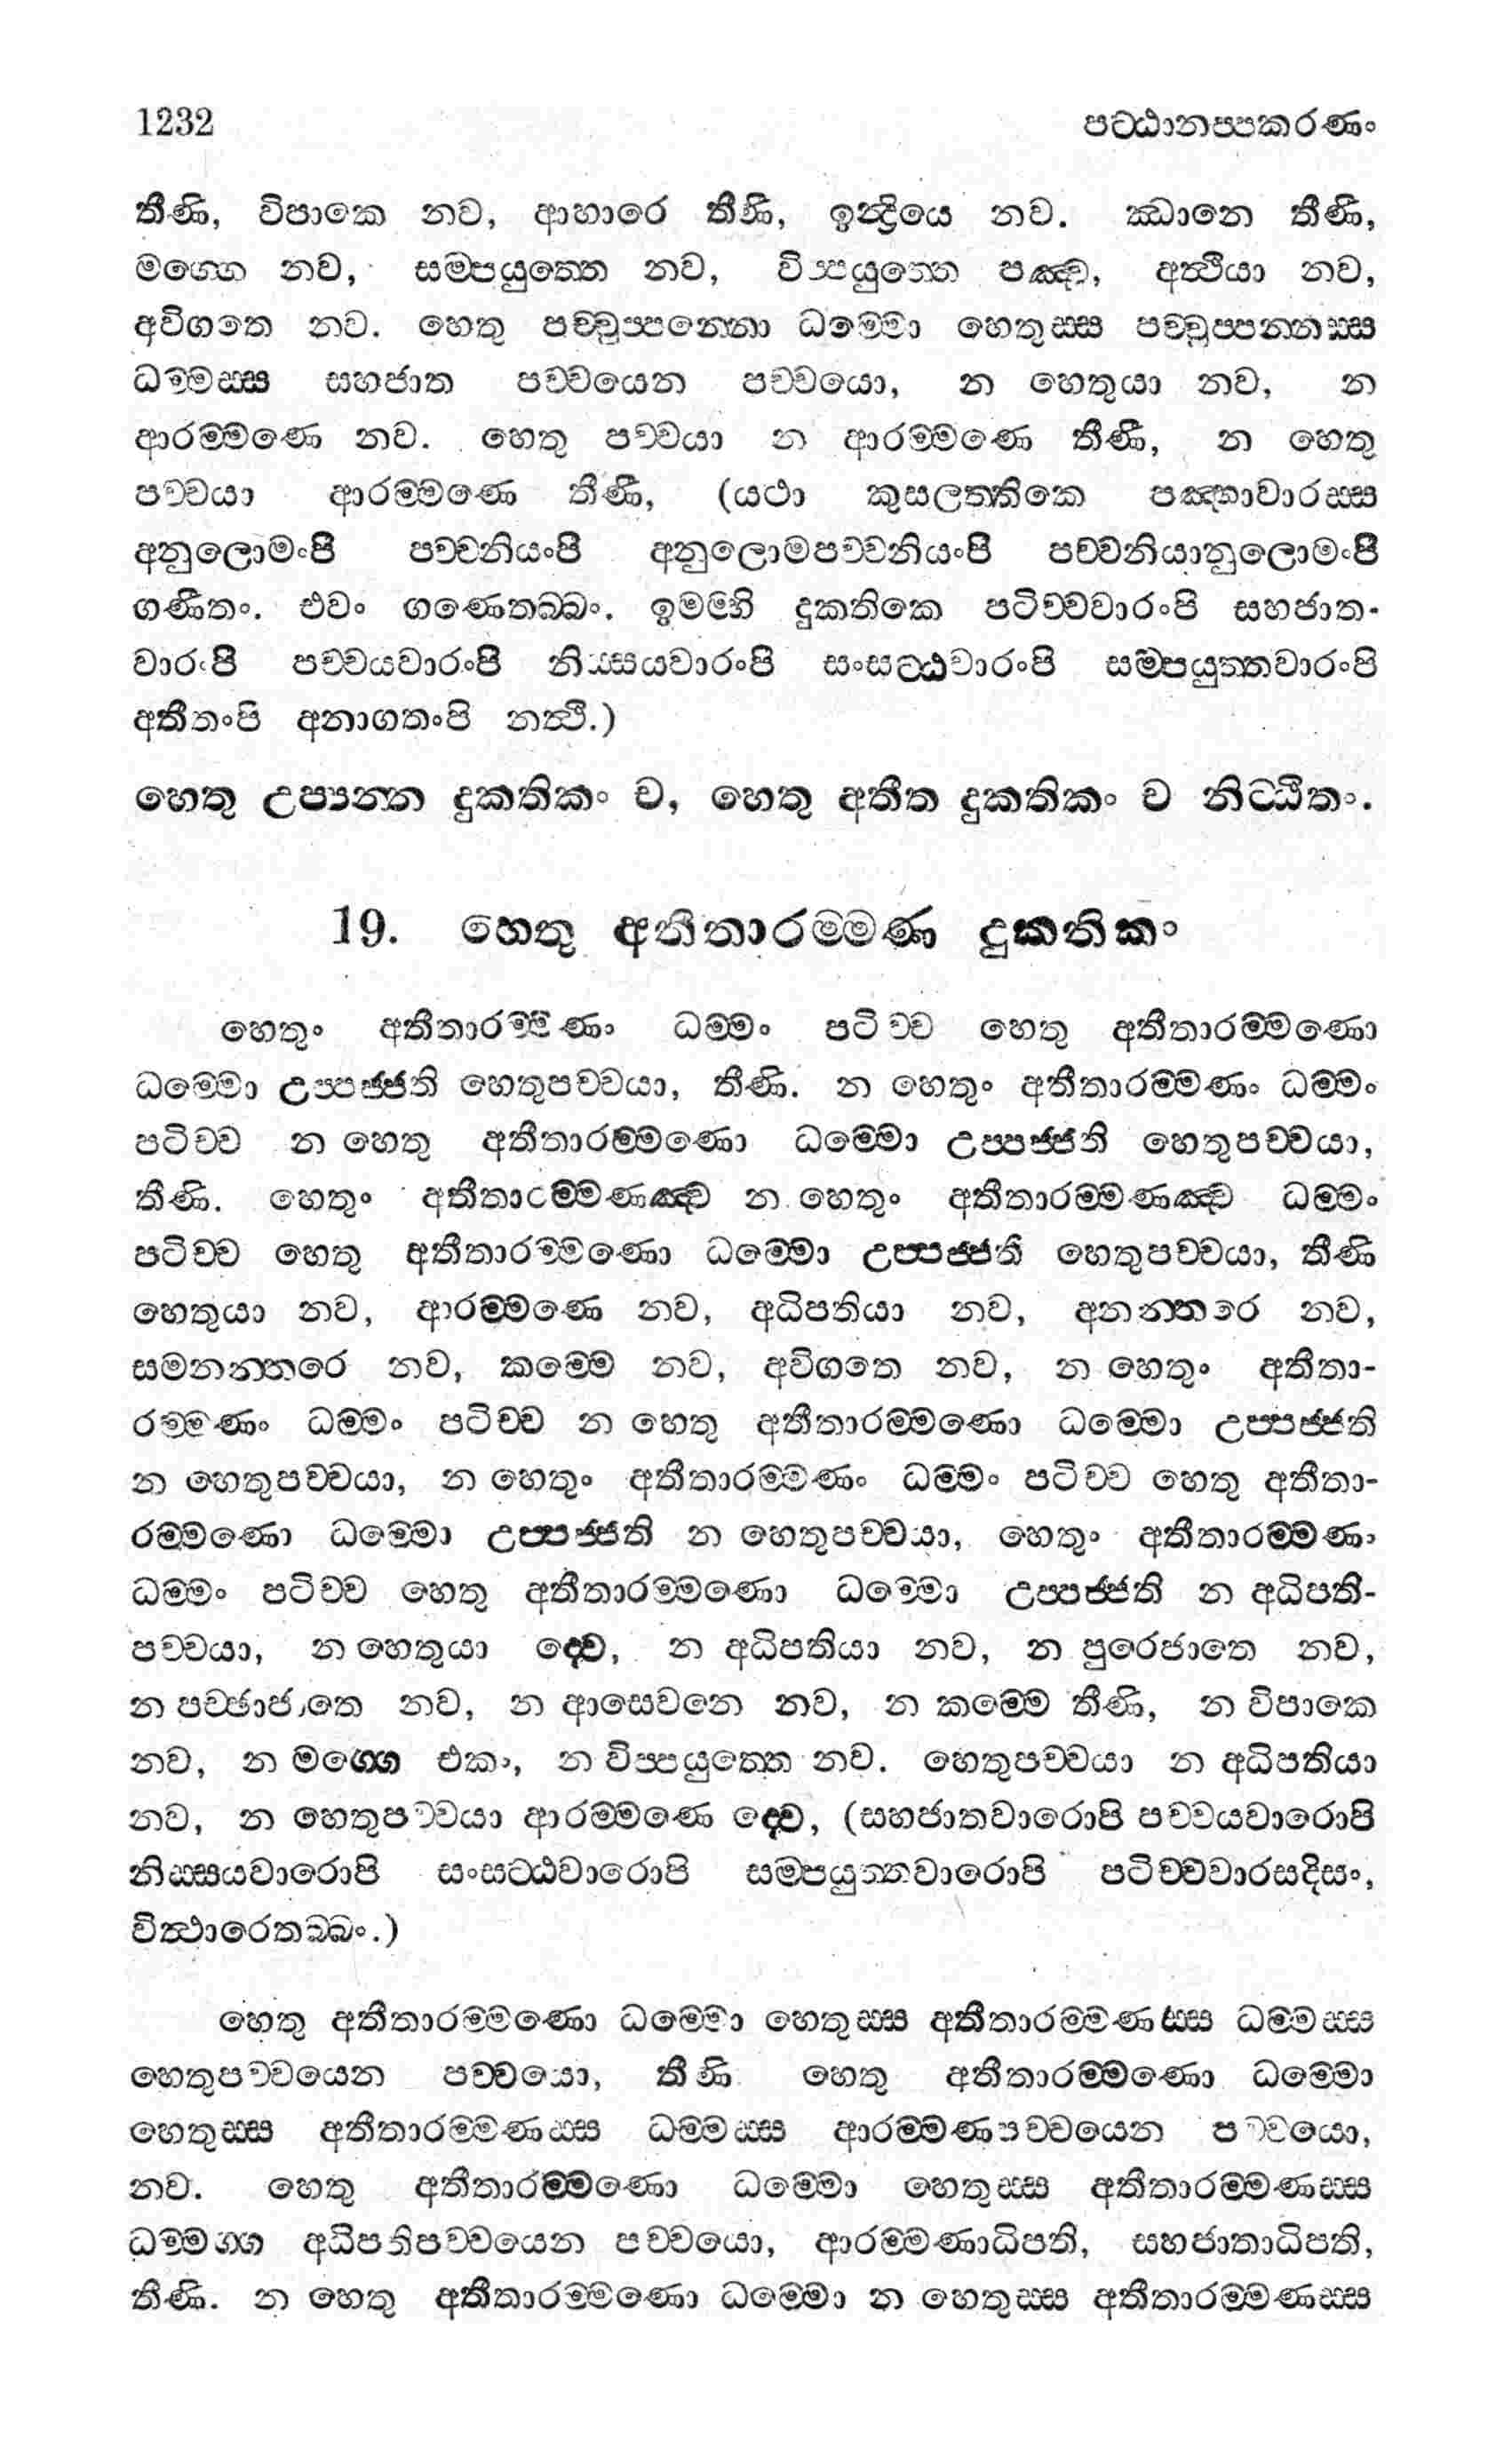 1232 පට්ඨානප්පකරණං
තීණි, විපාකෙ නව, ආහාරෙ තීණි, ඉන්ද්‍රියෙ නව. ඣානෙ තීණි,
මග්ගෙ නව, සම්පයුත්තෙ නව, විප්පයුත්තෙ පඤ්ච, අත්ථියා නව,
අවිගතෙ නව. හෙතු පච්චුප්පන්නො ධම්මො හෙතුස්ස පච්චුප්පන්නස්ස
ධම්මස්ස සහජාත පච්චයෙන පච්චයො, න හෙතුයා නව, න
ආරම්මණෙ නව. හෙතු පච්චයා න ආරම්මණෙ තීණි, න හෙතු
පච්චයා ආරම්මණෙ තීණි, (යථා කුසලත්තිකෙ පඤ්හාවාරස්ස
අනුලොමංපි පච්චනියංපි අනුලොමපච්චනියංපි පච්චනියානුලොමංපි
ගණිතං. එවං ගණෙතබ්බං. ඉමම්හි දුකතිකෙ පටිච්චවාරංපි සහජාත-
වාරංපි පච්චයවාරංපි නිස්සයවාරංපි සංසට්ඨවාරංපි සම්පයුත්තවාරංපි
අතීතංපි අනාගතංපි නත්ථි.)
හෙතු උප්පන්න දුකතිකං ච, හෙතු අතීත දුකතිකං ච නිට්ඨිතං.
19. හෙතු අතීතාරම්මණ දුකතිකං
හෙතුං අතීතාරම්මණං ධම්මං පටිච්ච හෙතු අතීතාරම්මණො
ධම්මො උප්පජ්ජති හෙතුපච්චයා, තීණි. න හෙතුං අතීතාරම්මණං ධම්මං
පටිච්ච න හෙතු අතීතාරම්මණො ධම්මො උප්පජ්ජති හෙතුපච්චයා,
තීණි. හෙතුං අතීතාරම්මණඤ්ච න හෙතුං අතීතාරම්මණඤ්ච ධම්මං
පටිච්ච හෙතු අතීතාරම්මණො ධම්මො උප්පජ්ජති හෙතුපච්චයා, තීණි
හෙතුයා නව, ආරම්මණෙ නව, අධිපතියා නව, අනන්තරෙ නව,
සමනන්තරෙ නව, කම්මෙ නව, අවිගතෙ නව, න හෙතුං අතීතා-
රම්මණං ධම්මං පටිච්ච න හෙතු අතීතාරම්මණො ධම්මො උප්පජ්ජති
න හෙතුපච්චයා, න හෙතුං අතීතාරම්මණං ධම්මං පටිච්ච හෙතු අතීතා-
රම්මණො ධම්මො උප්පජ්ජති න හෙතුපච්චයා, හෙතුං අතීතාරම්මණං
ධම්මං පටිච්ච හෙතු අතීතාරම්මණො ධම්මො උප්පජ්ජති න අධිපති-
පච්චයා, න හෙතුයා ද්වෙ, න අධිපතියා නව, න පුරෙජාතෙ නව,
න පච්ඡාජාතෙ නව, න ආසෙවනෙ නව, න කම්මෙ තීණි, න විපාකෙ
නව, න මග්ගෙ එකං, න විප්පයුත්තෙ නව. හෙතුපච්චයා න අධිපතියා
නව, න හෙතුපච්චයා ආරම්මණෙ ද්වෙ, (සහජාතවාරොපි පච්චයවාරොපි
නිස්සයවාරොපි සංසට්ඨවාරොපි සම්පයුත්තවාරොපි පටිච්චවාරසදිසං,
විත්ථාරෙතබ්බං.)
හෙතු අතීතාරම්මණො ධම්මො හෙතුස්ස අතීතාරම්මණස්ස ධම්මස්ස
හෙතුපච්චයෙන පච්චයො, තීණි හෙතු අතීතාරම්මණො ධම්මො
හෙතුස්ස අතීතාරම්මණස්ස ධම්මස්ස ආරම්මණපච්චයෙන පච්චයො,
නව. හෙතු අතීතාරම්මණො ධම්මො හෙතුස්ස අතීතාරම්මණස්ස
ධම්මග්ග අධිපතිපච්චයෙන පච්චයො, ආරම්මණාධිපති, සහජාතාධිපති,
තීණි. න හෙතු අතීතාරම්මණො ධම්මො න හෙතුස්ස අතීතාරම්මණස්ස